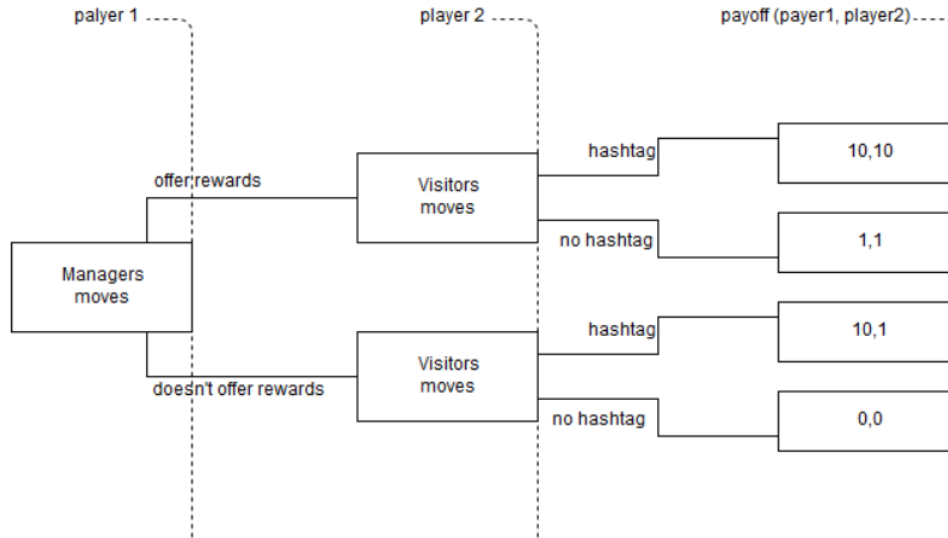 palyer 1
player 2
payoff (payer1, player2)
hashtag
10,10
offer rewards
Visitors
moves
no hashtag
1,1
Managers
moves
hashtag
10,1
Visitors
moves
doesn't offer rewards
no hashtag
0,0